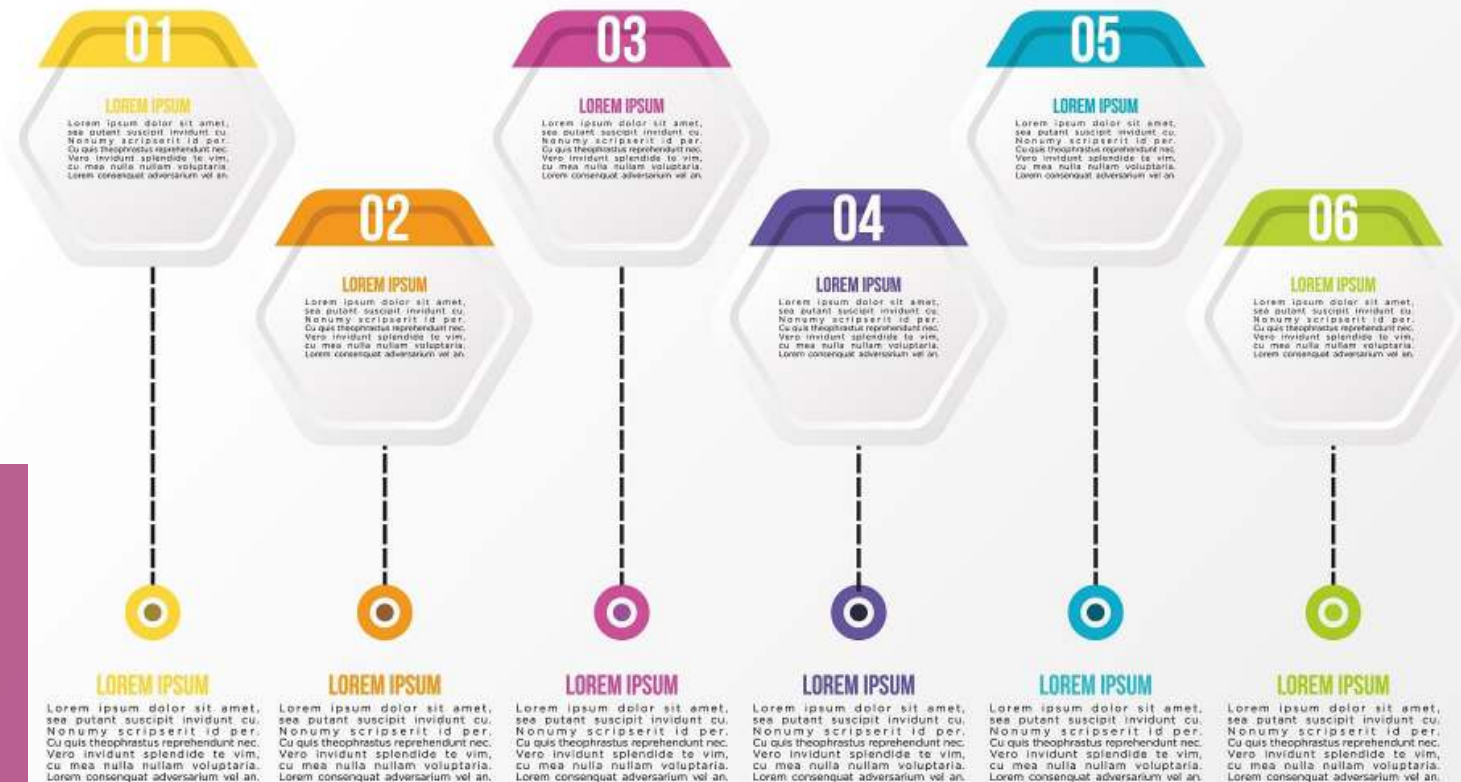 01
LOREM IPSUM
Lorem ipsum dolor sit amet,
sea putant suscipit invidunt cu.
Nonumy scripserit id per.
Cu quis theophrastus reprehendunt nec.
Vero invidunt splendide te vim,
cu mea nulla nullam voluptaria.
Lorem consenquat adversarium vel an.
02
LOREM IPSUM
Lorem ipsum dolor sit amet,
sea putant suscipit invidunt cu.
Nonumy scripserit id per.
Cu quis theophrastus reprehendunt nec.
Vero invidunt splendide te vim,
cu mea nulla nullam voluptaria.
Lorem consenquat adversarium vel an.
03
LOREM IPSUM
Lorem ipsum dolor sit amet,
sea putant suscipit invidunt cu.
Nonumy scripserit id per.
Cu quis theophrastus reprehendunt nec.
Vero invidunt splendide te vim,
cu mea nulla nullam voluptaria.
Lorem consenquat adversarium vel an.
04
LOREM IPSUM
Lorem ipsum dolor sit amet,
sea putant suscipit invidunt cu.
Nonumy scripserit id per.
Cu quis theophrastus reprehendunt nec.
Vero invidunt splendide te vim,
cu mea nulla nullam voluptaria.
Lorem consenquat adversarium vel an.
05
LOREM IPSUM
Lorem ipsum dolor sit amet,
sea putant suscipit invidunt cu.
Nonumy scripserit id per.
Cu quis theophrastus reprehendunt nec.
Vero invidunt splendide te vim,
cu mea nulla nullam voluptaria.
Lorem consenquat adversarium vel an.
06
LOREM IPSUM
Lorem ipsum dolor sit amet,
sea putant suscipit invidunt cu.
Nonumy scripserit id per.
Cu quis theophrastus reprehendunt nec.
Vero invidunt splendide te vim,
cu mea nulla nullam voluptaria.
Lorem consenquat adversarium vel an.
LOREM IPSUM
Lorem ipsum dolor sit amet,
sea putant suscipit invidunt cu.
Nonumy scripserit id per.
Cu quis theophrastus reprehendunt nec.
Vero invidunt splendide te vim,
cu mea nulla nullam voluptaria.
Lorem consenquat adversarium vel an.
LOREM IPSUM
Lorem ipsum dolor sit amet,
sea putant suscipit invidunt cu.
Nonumy scripserit id per.
Cu quis theophrastus reprehendunt nec.
Vero invidunt splendide te vim,
cu mea nulla nullam voluptaria.
Lorem consenquat adversarium vel an.
LOREM IPSUM
Lorem ipsum dolor sit amet,
sea putant suscipit invidunt cu.
Nonumy scripserit id per.
Cu quis theophrastus reprehendunt nec.
Vero invidunt splendide te vim,
cu mea nulla nullam voluptaria.
Lorem consenquat adversarium vel an.
LOREM IPSUM
Lorem ipsum dolor sit amet,
sea putant suscipit invidunt cu.
Nonumy scripserit id per.
Cu quis theophrastus reprehendunt nec.
Vero invidunt splendide te vim,
cu mea nulla nullam voluptaria.
Lorem consenquat adversarium vel an.
LOREM IPSUM
Lorem ipsum dolor sit amet,
sea putant suscipit invidunt cu.
Nonumy scripserit id per.
Cu quis theophrastus reprehendunt nec.
Vero invidunt splendide te vim,
cu mea nulla nullam voluptaria.
Lorem consenquat adversarium vel an.
LOREM IPSUM
Lorem ipsum dolor sit amet,
sea putant suscipit invidunt cu.
Nonumy scripserit id per.
Cu quis theophrastus reprehendunt nec.
Vero invidunt splendide te vim,
cu mea nulla nullam voluptaria.
Lorem consenquat adversarium vel an.